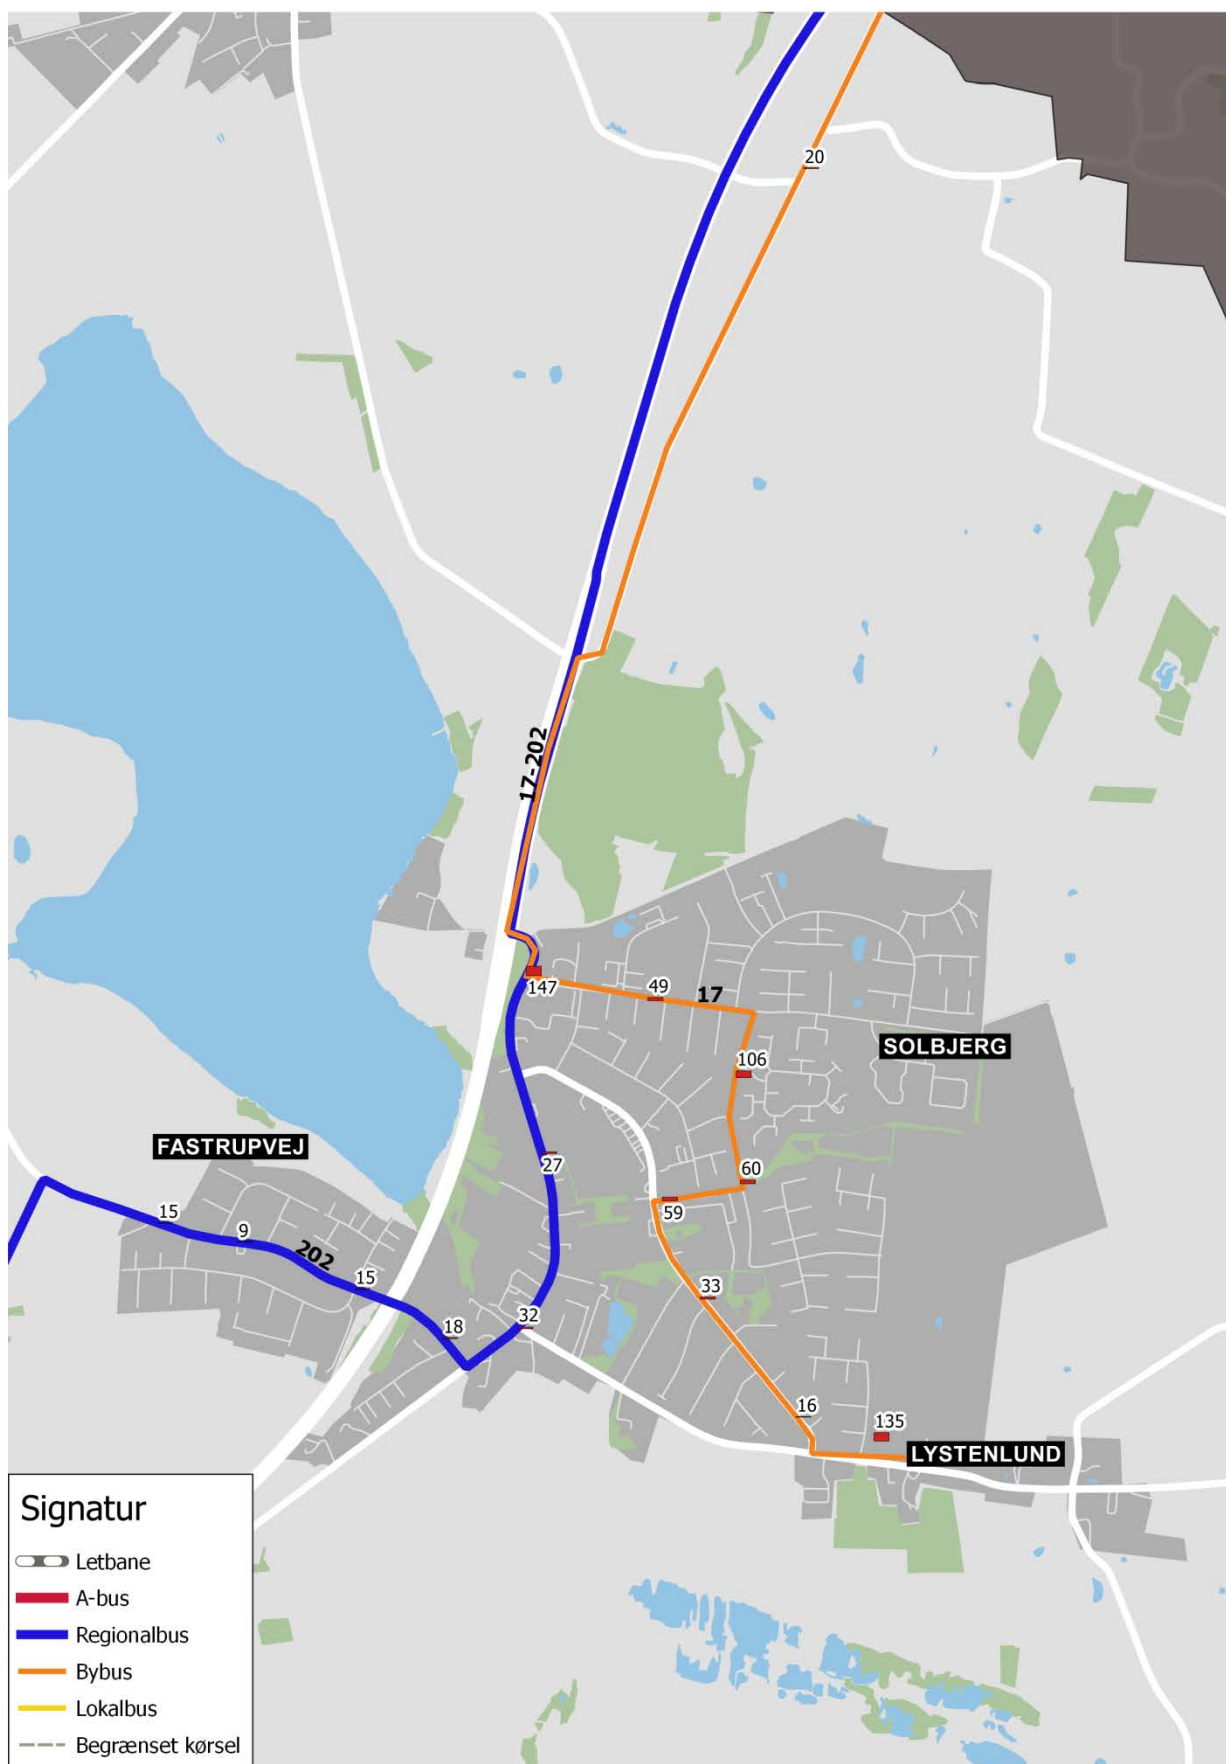 20
17-202
147
49
17
106
SOLBJERG
FASTRUPVEJ
27
60
59
15
9
202
15
33
18
32
16
135
LYSTENLUND
Signatur
Letbane
A-bus
Regionalbus
Bybus
Lokalbus
Begrænset kørsel